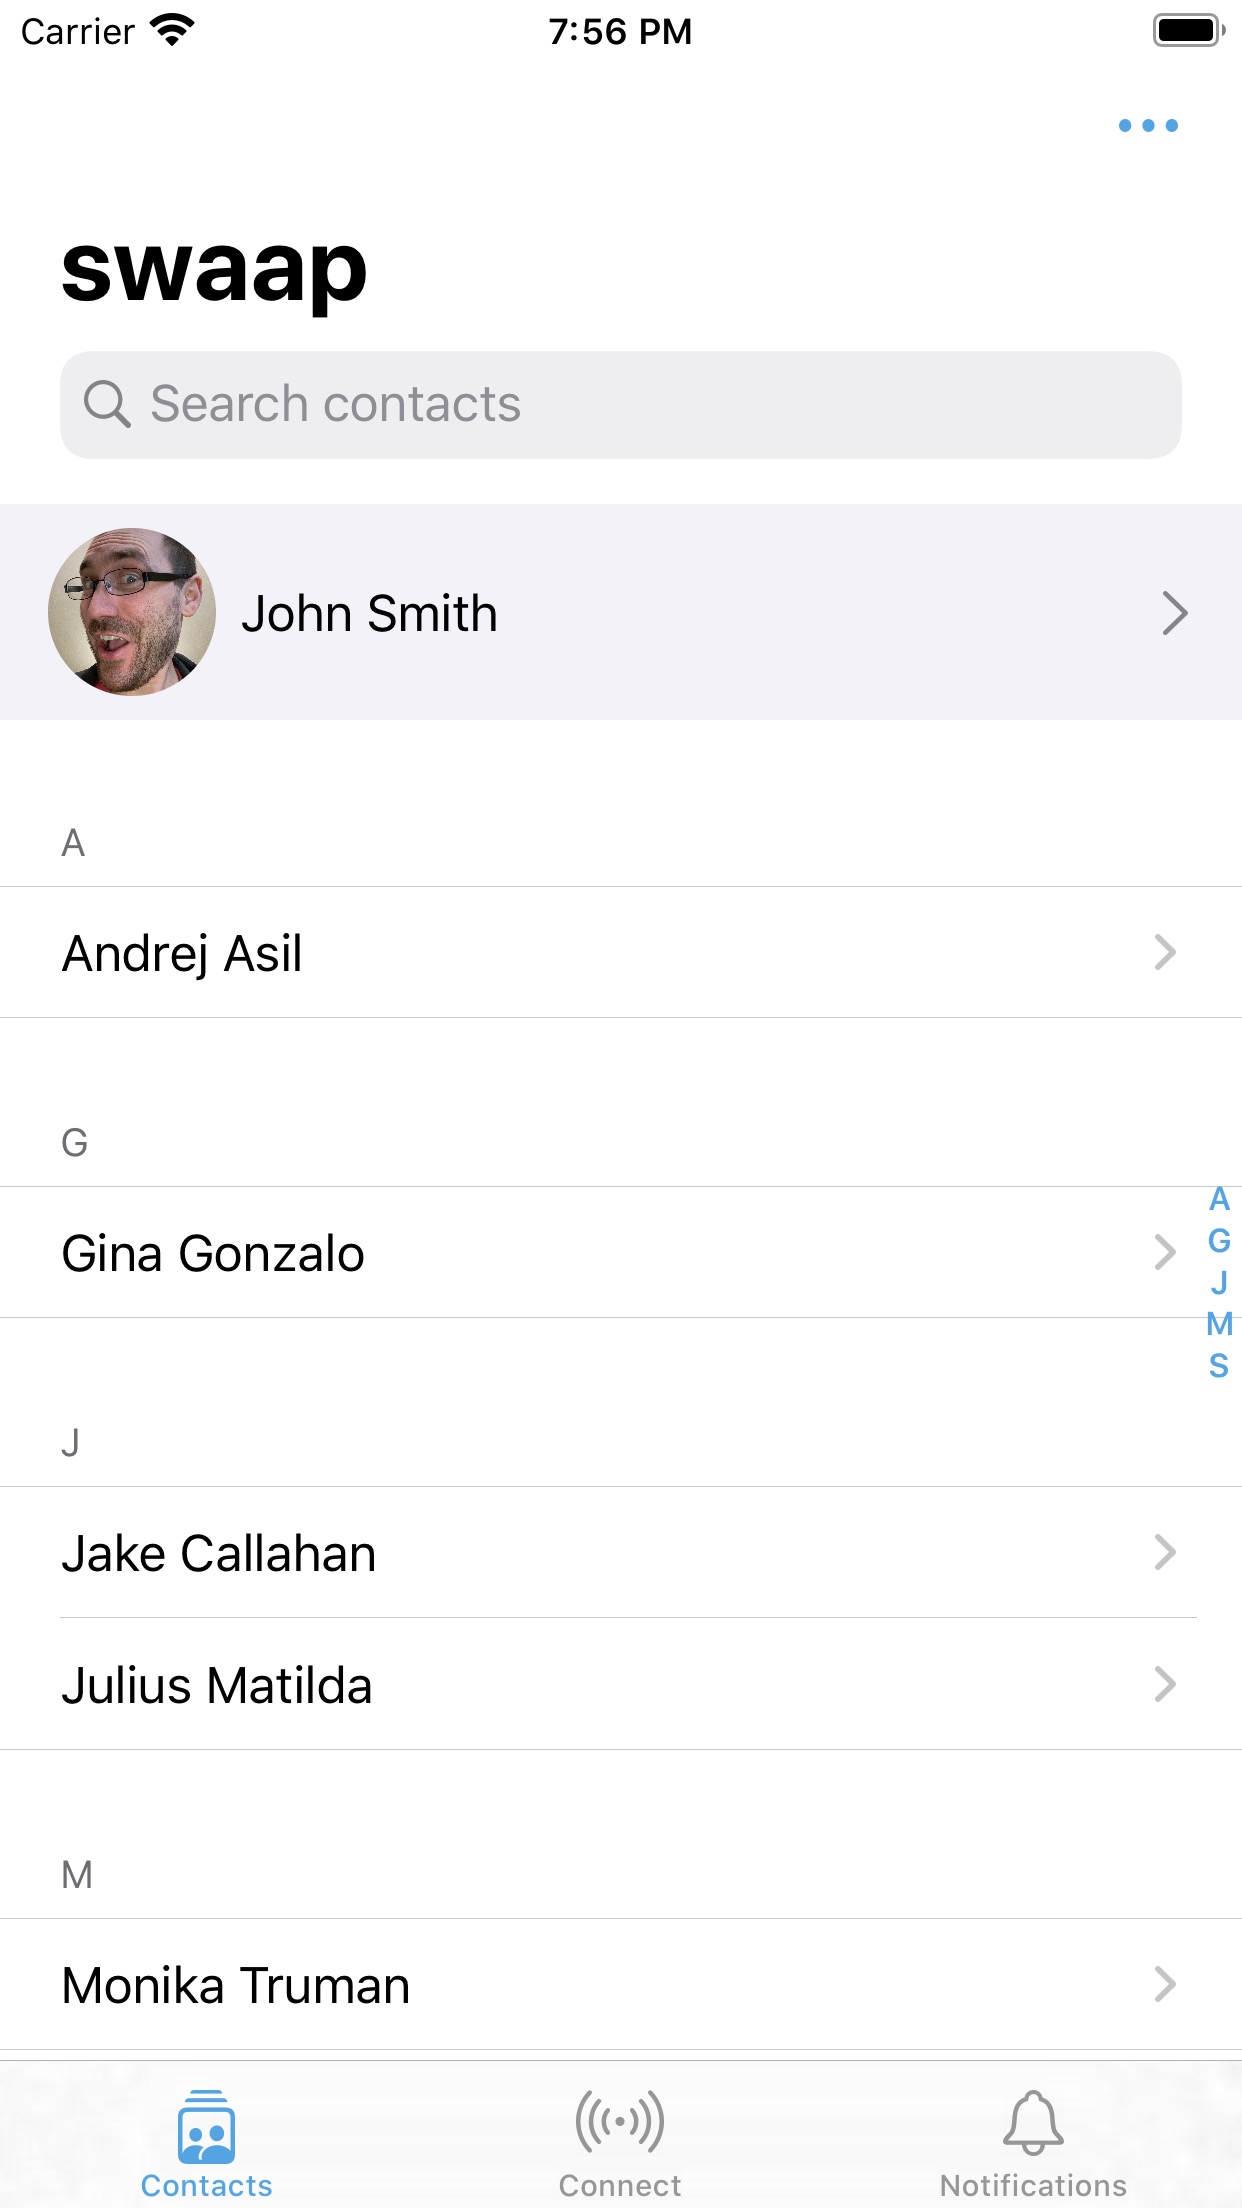 Carrier 7:56 PM
swaap
Search contacts
John Smith
A
Andrej Asil
G
Gina Gonzalo
A
G
J
M
S
J
Jake Callahan
Julius Matilda
M
Monika Truman
Contacts Connect Notifications